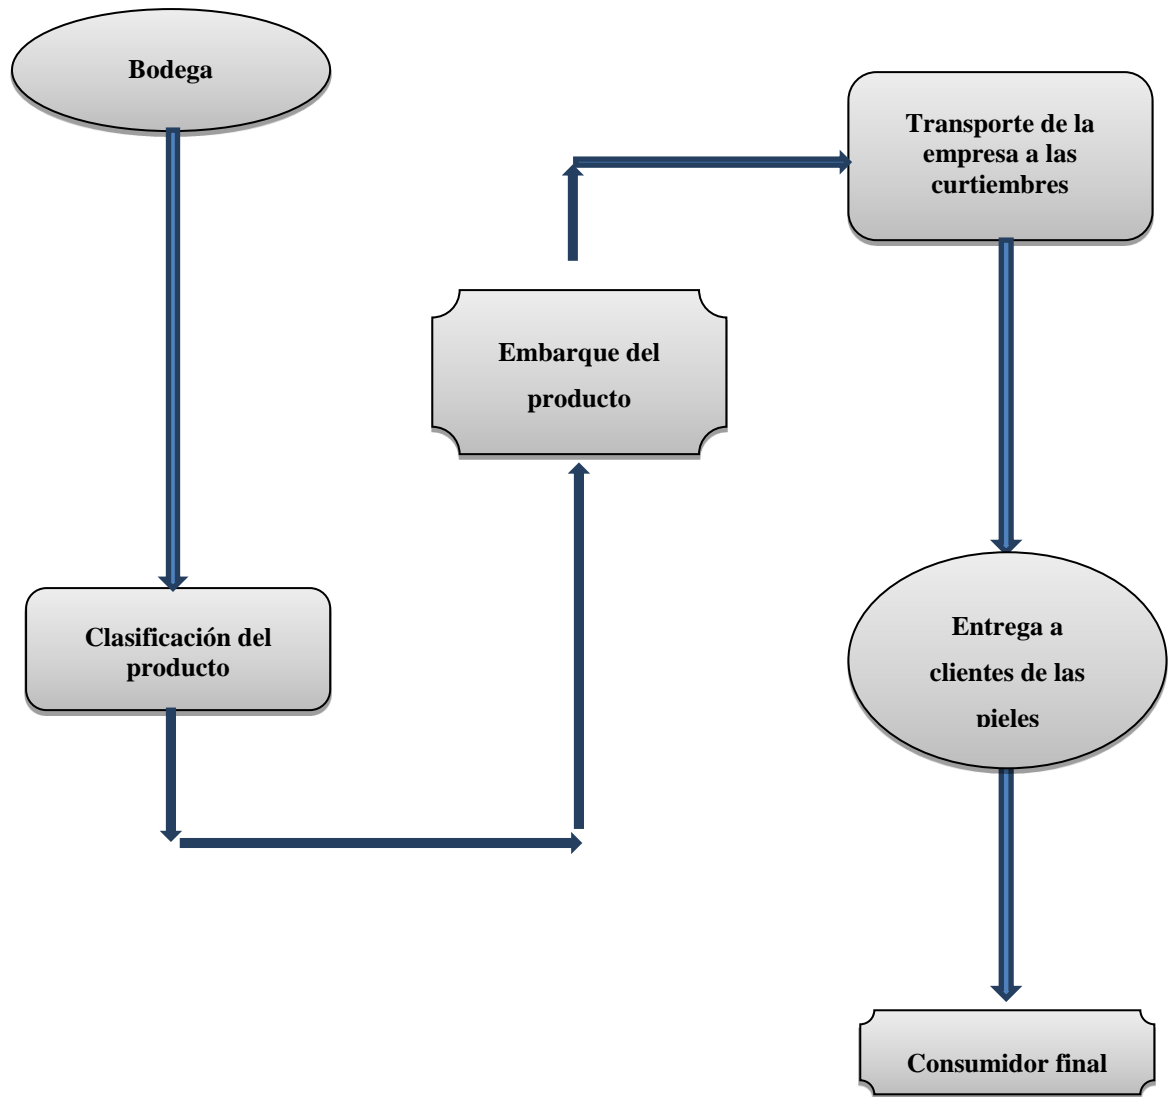 Bodega
Clasificación del
producto
Embarque del
producto
Transporte de la
empresa a las
curtiembres
Entrega a
clientes de las
pieles
Consumidor final